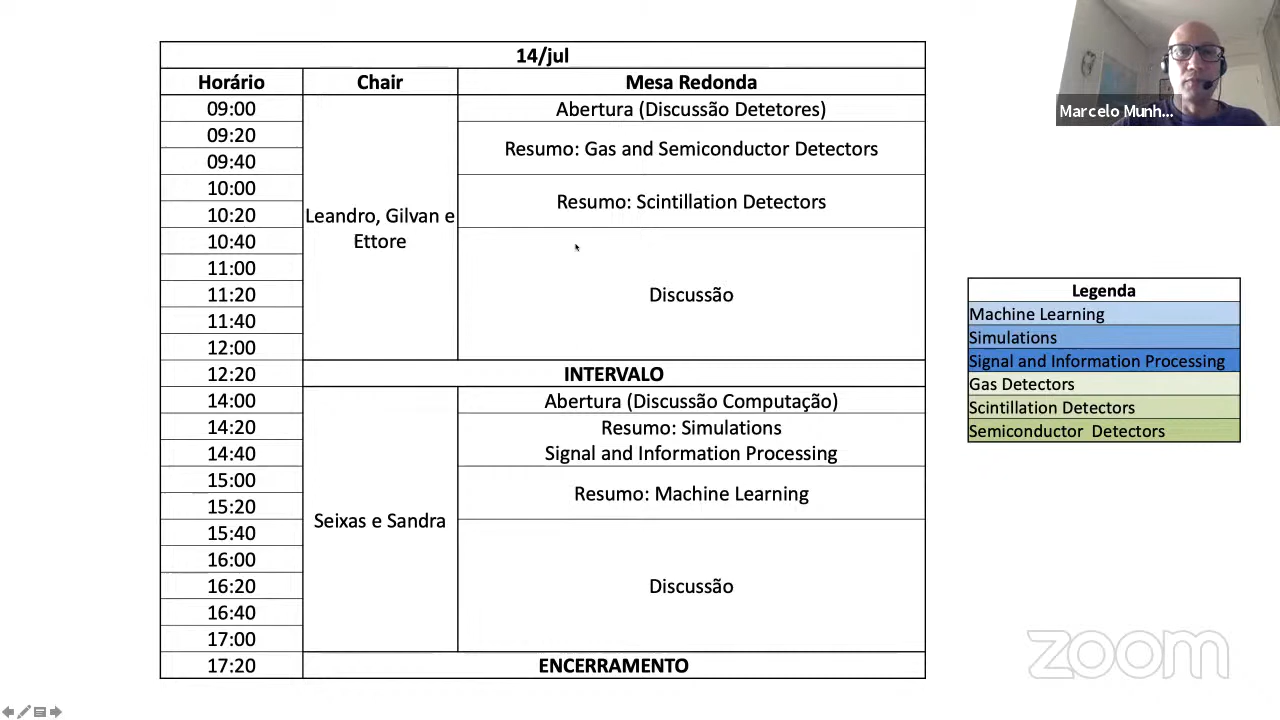 14/jul
Horário Chair Mesa Redonda
09:00 Abertura (Discussão Detetores)
09:20
Resumo: Gas and Semiconductor Detectors
09:40
10:00
Resumo: Scintillation Detectors
10:20
Leandro, Gilvan e
Ettore
10:40
11:00
11:20 Discussão
11:40
12:00
12:20 INTERVALO
14:00 Abertura (Discussão Computação)
14:20 Resumo: Simulations
14:40 Signal and Information Processing
15:00
Resumo: Machine Learning
15:20
Seixas e Sandra
15:40
16:00
16:20 Discussão
16:40
17:00
17:20 ENCERRAMENTO
Legenda
Machine Learning
Simulations
Signal and Information Processing
Gas Detectors
Scintillation Detectors
Semiconductor Detectors
Marcelo Munh...
zoom